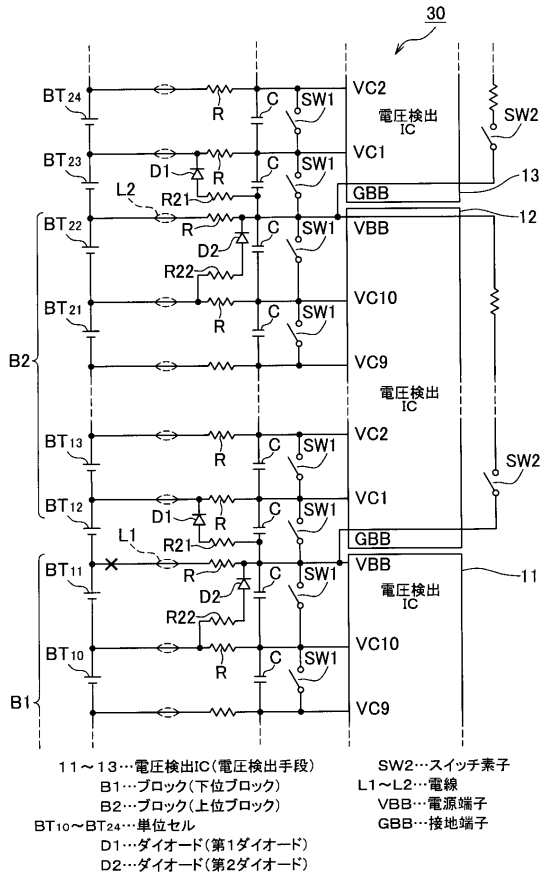 30
BT24
R
C
SW1
VC2
電圧検出
IC
SW2
BT23
D1
R21
R
C
SW1
VC1
GBB
13
L2
12
BT22
R
D2
C
SW1
VBB
R22
BT21
R
C
SW1
VC10
B2
VC9
電圧検出
IC
BT13
R
C
SW1
VC2
SW2
BT12
D1
R21
R
C
SW1
VC1
GBB
L1
BT11
R
D2
C
SW1
VBB
電圧検出
IC
11
R22
BT10
R
C
SW1
VC10
B1
VC9
11～13…電圧検出IC(電圧検出手段)
B1…ブロック(下位ブロック)
B2…ブロック(上位ブロック)
BT10～BT24…単位セル
D1…ダイオード(第1ダイオード)
D2…ダイオード(第2ダイオード)
SW2…スイッチ素子
L1～L2…電線
VBB…電源端子
GBB…接地端子